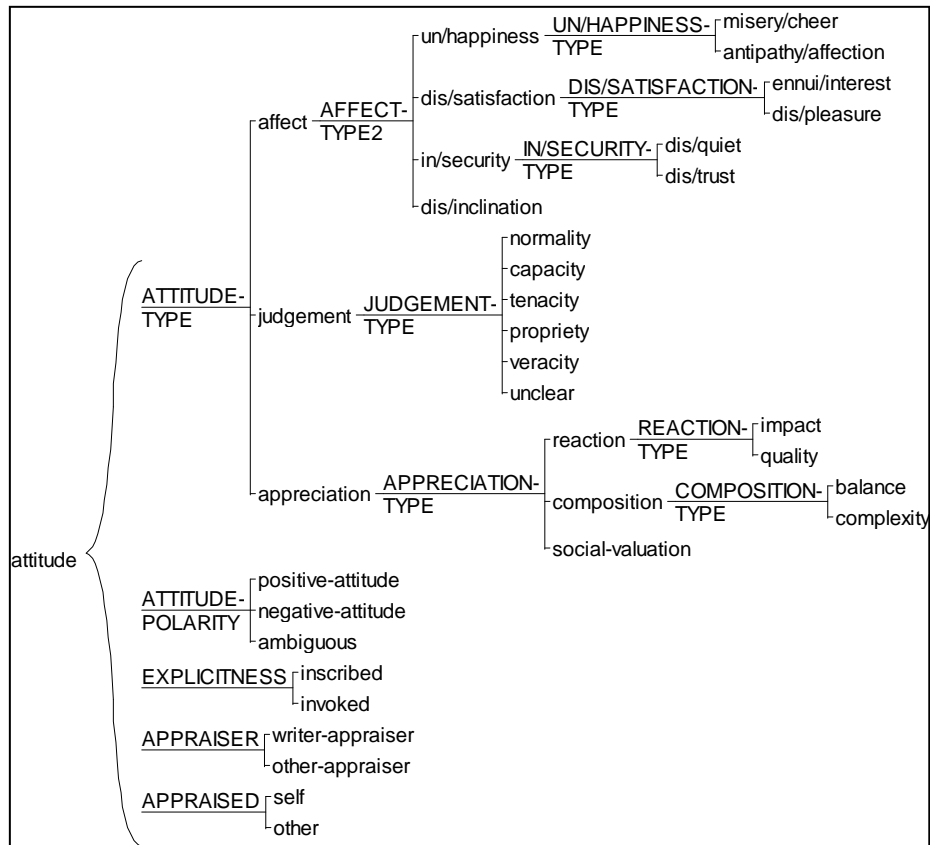 attitude
ATTITUDE-
TYPE
affect
AFFECT-
TYPE2
un/happiness
UN/HAPPINESS-
TYPE
misery/cheer
antipathy/affection
dis/satisfaction
DIS/SATISFACTION-
TYPE
ennui/interest
dis/pleasure
in/security
IN/SECURITY-
TYPE
dis/quiet
dis/trust
dis/inclination
judgement
JUDGEMENT-
TYPE
normality
capacity
tenacity
propriety
veracity
unclear
appreciation
APPRECIATION-
TYPE
reaction
REACTION-
TYPE
impact
quality
composition
COMPOSITION-
TYPE
balance
complexity
social-valuation
ATTITUDE-
POLARITY
positive-attitude
negative-attitude
ambiguous
EXPLICITNESS
inscribed
invoked
APPRAISER
writer-appraiser
other-appraiser
APPRAISED
self
other